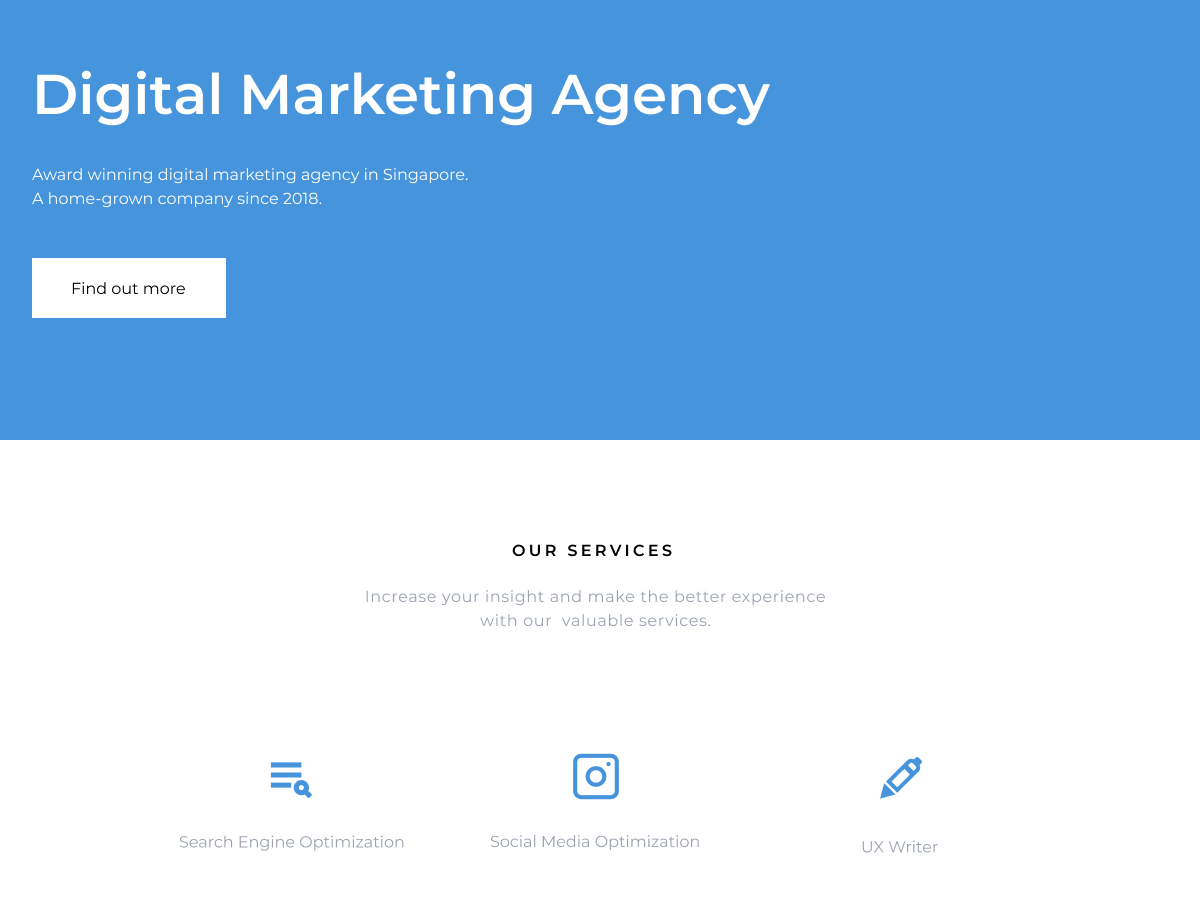 Digital Marketing Agency
Award winning digital marketing agency in Singapore.
A home-grown company since 2018.
Find out more
OUR SERVICES
Increase your insight and make the better experience
with our  valuable services.
Search Engine Optimization
Social Media Optimization
UX Writer